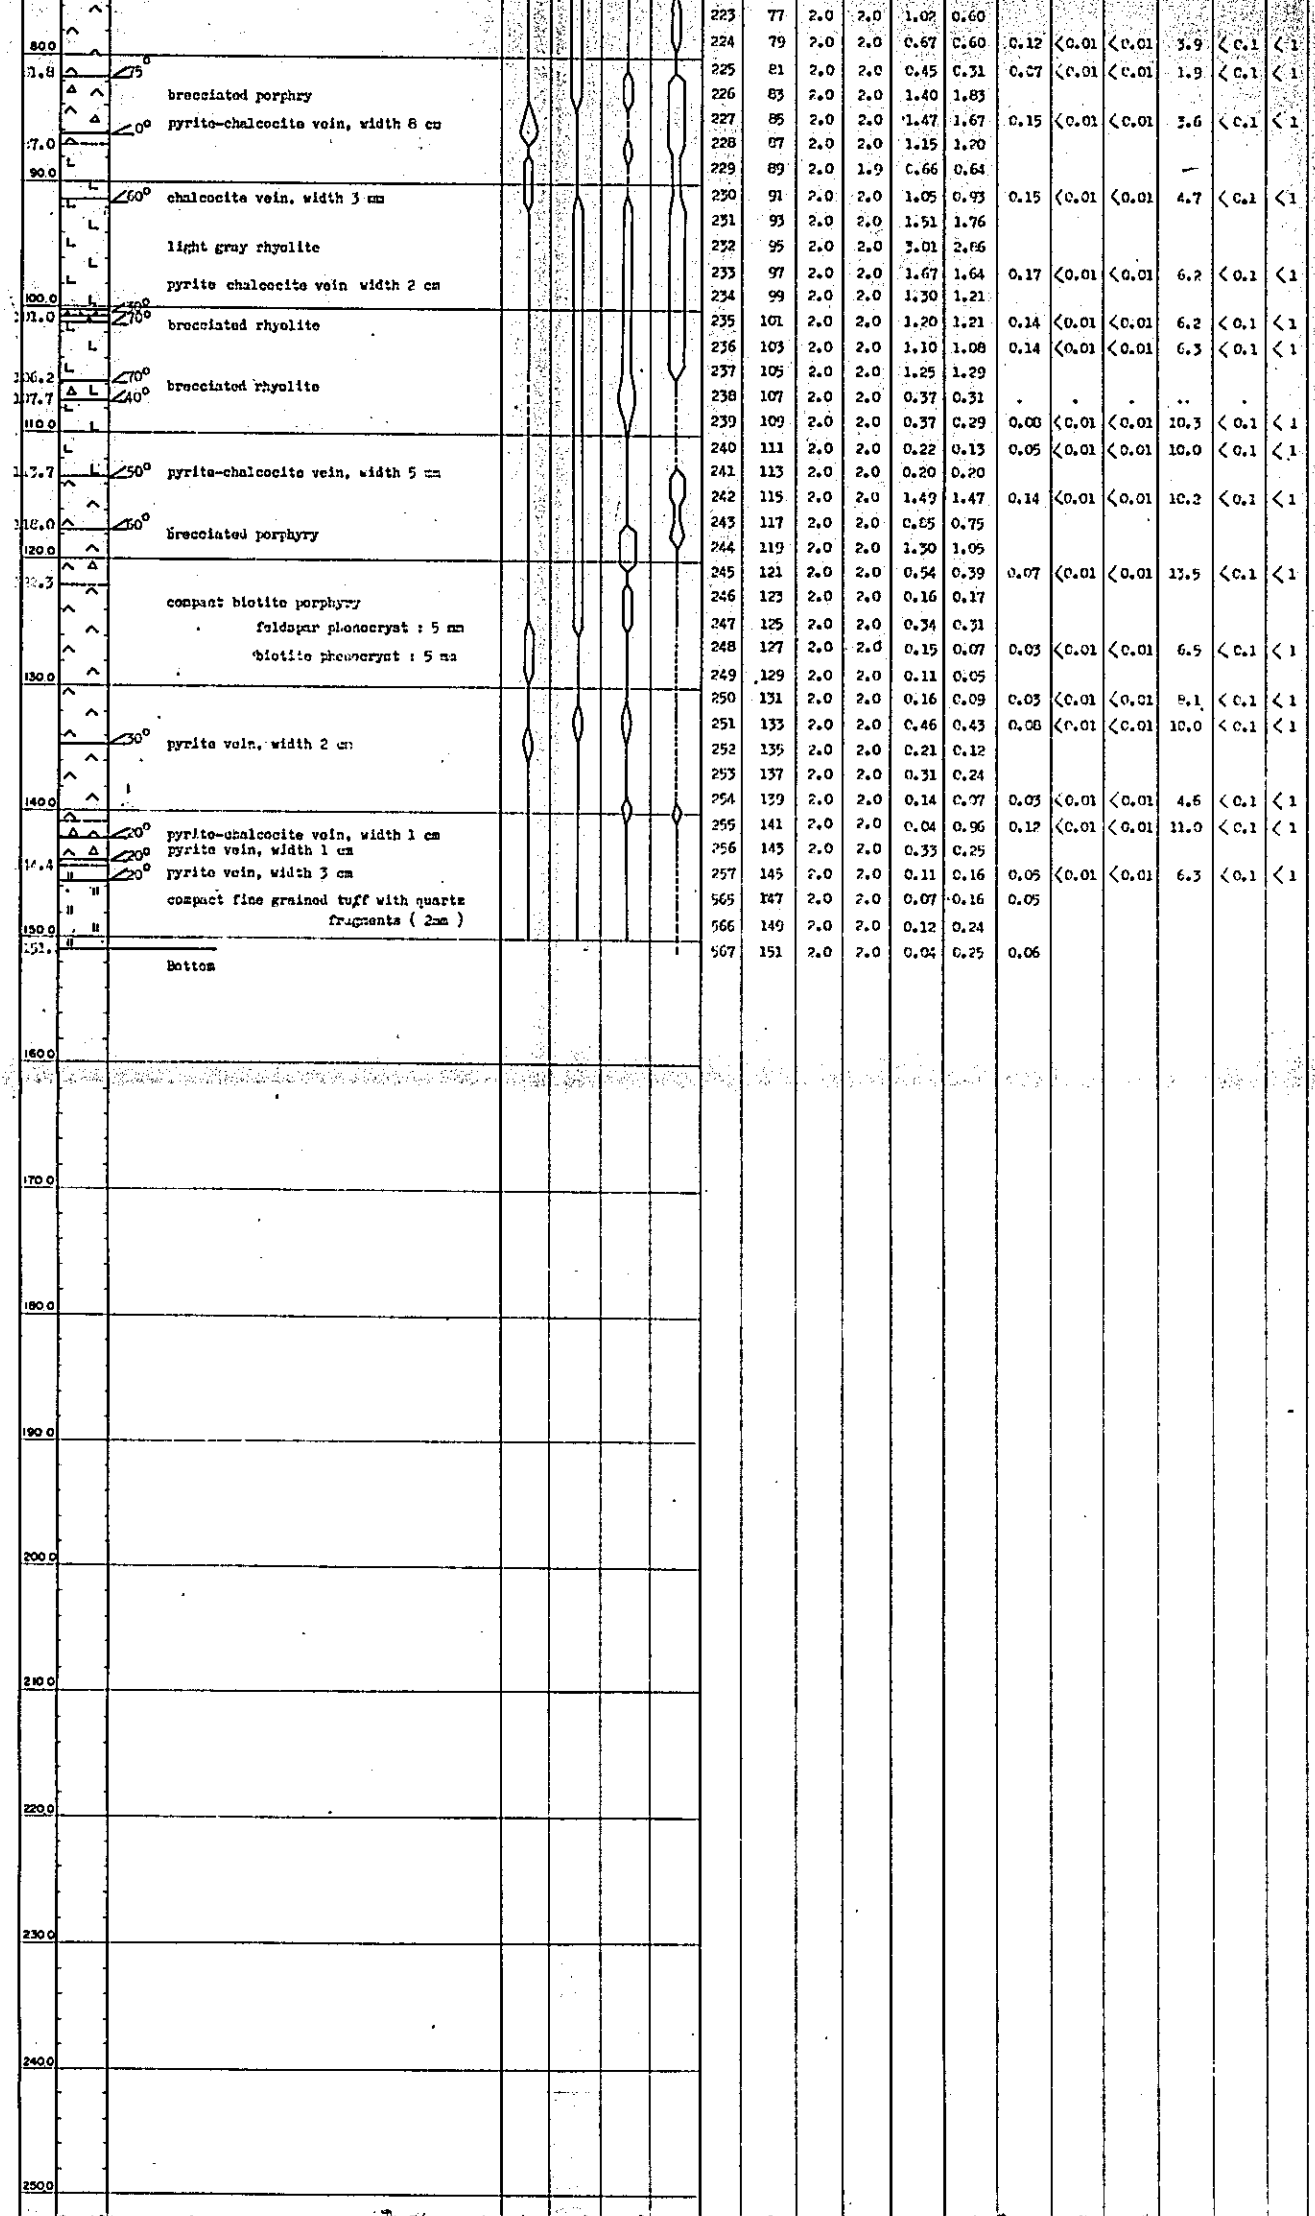 223 77 2.0 2.0 1.02 0.60
80.0 224 79 2.0 2.0 0.67 0.60 0.12 <0.01 <0.01 3.9 <0.1 <1
75° 225 81 2.0 2.0 0.45 0.31 0.07 <0.01 <0.01 1.9 <0.1 <1
brecciated porphry 226 83 2.0 2.0 1.40 1.83
0° pyrite-chalcocite vein, width 8 cm 227 85 2.0 2.0 1.47 1.67 0.15 <0.01 <0.01 3.6 <0.1 <1
228 87 2.0 2.0 1.15 1.20
90.0 229 89 2.0 1.9 0.66 0.64 —
60° chalcocite vein, width 3 mm 230 91 2.0 2.0 1.05 0.93 0.15 <0.01 <0.01 4.7 <0.1 <1
231 93 2.0 2.0 1.51 1.76
light gray rhyolite 232 95 2.0 2.0 3.01 2.86
pyrite chalcocite vein width 2 cm 233 97 2.0 2.0 1.67 1.64 0.17 <0.01 <0.01 6.2 <0.1 <1
100.0 234 99 2.0 2.0 1.30 1.21
70° brecciated rhyolite 235 101 2.0 2.0 1.20 1.21 0.14 <0.01 <0.01 6.2 <0.1 <1
236 103 2.0 2.0 1.10 1.08 0.14 <0.01 <0.01 6.3 <0.1 <1
70° 237 105 2.0 2.0 1.25 1.29
40° brecciated rhyolite 238 107 2.0 2.0 0.37 0.31
110.0 239 109 2.0 2.0 0.37 0.29 0.08 <0.01 <0.01 10.3 <0.1 <1
240 111 2.0 2.0 0.22 0.13 0.05 <0.01 <0.01 10.0 <0.1 <1
50° pyrite-chalcocite vein, width 5 mm 241 113 2.0 2.0 0.20 0.20
242 115 2.0 2.0 1.49 1.47 0.14 <0.01 <0.01 10.2 <0.1 <1
60° 243 117 2.0 2.0 0.85 0.75
120.0 brecciated porphyry 244 119 2.0 2.0 1.30 1.05
245 121 2.0 2.0 0.54 0.39 0.07 <0.01 <0.01 13.5 <0.1 <1
compact biotite porphyry 246 123 2.0 2.0 0.16 0.17
feldspar phenocryst : 5 mm 247 125 2.0 2.0 0.34 0.31
biotite phenocryst : 5 mm 248 127 2.0 2.0 0.15 0.07 0.03 <0.01 <0.01 6.5 <0.1 <1
130.0 249 129 2.0 2.0 0.11 0.05
250 131 2.0 2.0 0.16 0.09 0.03 <0.01 <0.01 8.1 <0.1 <1
251 133 2.0 2.0 0.46 0.43 0.08 <0.01 <0.01 10.0 <0.1 <1
30° pyrite vein, width 2 cm 252 135 2.0 2.0 0.21 0.12
253 137 2.0 2.0 0.31 0.24
140.0 254 139 2.0 2.0 0.14 0.07 0.03 <0.01 <0.01 4.6 <0.1 <1
20° pyrite-chalcocite vein, width 1 cm 255 141 2.0 2.0 0.04 0.96 0.12 <0.01 <0.01 11.0 <0.1 <1
20° pyrite vein, width 1 cm 256 143 2.0 2.0 0.33 0.25
20° pyrite vein, width 3 cm 257 145 2.0 2.0 0.11 0.16 0.05 <0.01 <0.01 6.3 <0.1 <1
compact fine grained tuff with quartz 565 147 2.0 2.0 0.07 0.16 0.05
fragments ( 2mm ) 566 149 2.0 2.0 0.12 0.24
150.0 567 151 2.0 2.0 0.04 0.25 0.06
Bottom
160.0
170.0
180.0
190.0
200.0
210.0
220.0
230.0
240.0
250.0